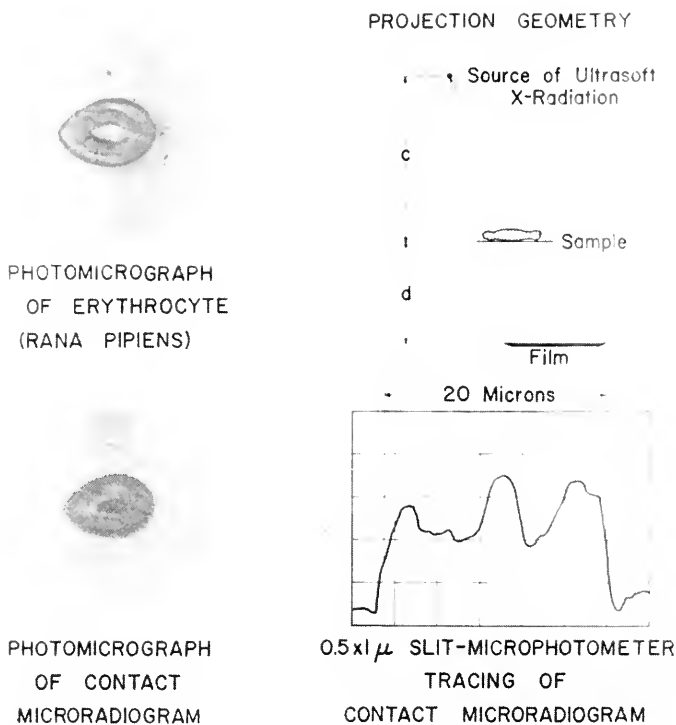 PROJECTION GEOMETRY
Source of Ultrasoft
X-Radiation
c
Sample
d
Film
PHOTOMICROGRAPH
OF ERYTHROCYTE
(RANA PIPIENS)
20 Microns
PHOTOMICROGRAPH
OF CONTACT
MICRORADIOGRAM
0.5x1μ SLIT-MICROPHOTOMETER
TRACING OF
CONTACT MICRORADIOGRAM